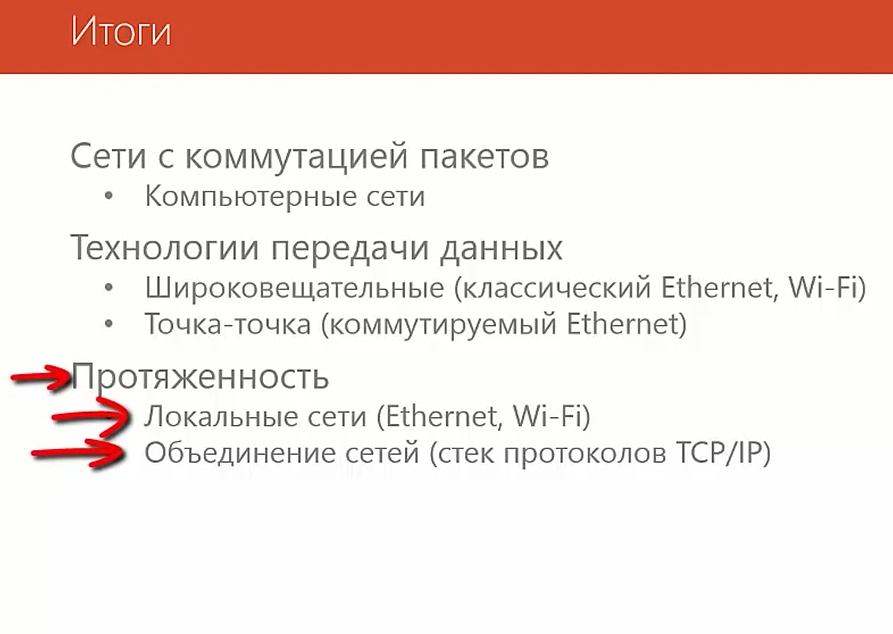 Итоги
Сети с коммутацией пакетов
• Компьютерные сети
Технологии передачи данных
• Широковещательные (классический Ethernet, Wi-Fi)
• Точка-точка (коммутируемый Ethernet)
Протяженность
Локальные сети (Ethernet, Wi-Fi)
Объединение сетей (стек протоколов TCP/IP)